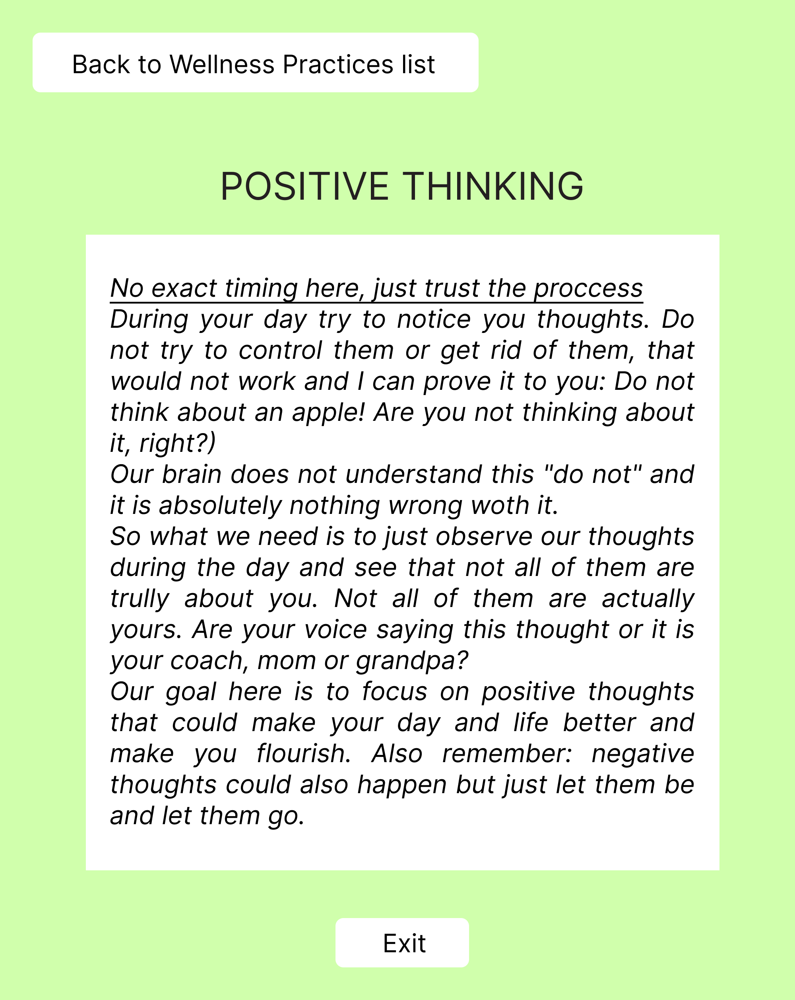 Back to Wellness Practices list
POSITIVE THINKING
No exact timing here, just trust the proccess
During your day try to notice you thoughts. Do
not try to control them or get rid of them, that
would not work and I can prove it to you: Do not
think about an apple! Are you not thinking about
it, right?)
Our brain does not understand this "do not" and
it is absolutely nothing wrong woth it.
So what we need is to just observe our thoughts
during the day and see that not all of them are
trully about you. Not all of them are actually
yours. Are your voice saying this thought or it is
your coach, mom or grandpa?
Our goal here is to focus on positive thoughts
that could make your day and life better and
make you flourish. Also remember: negative
thoughts could also happen but just let them be
and let them go.
Exit